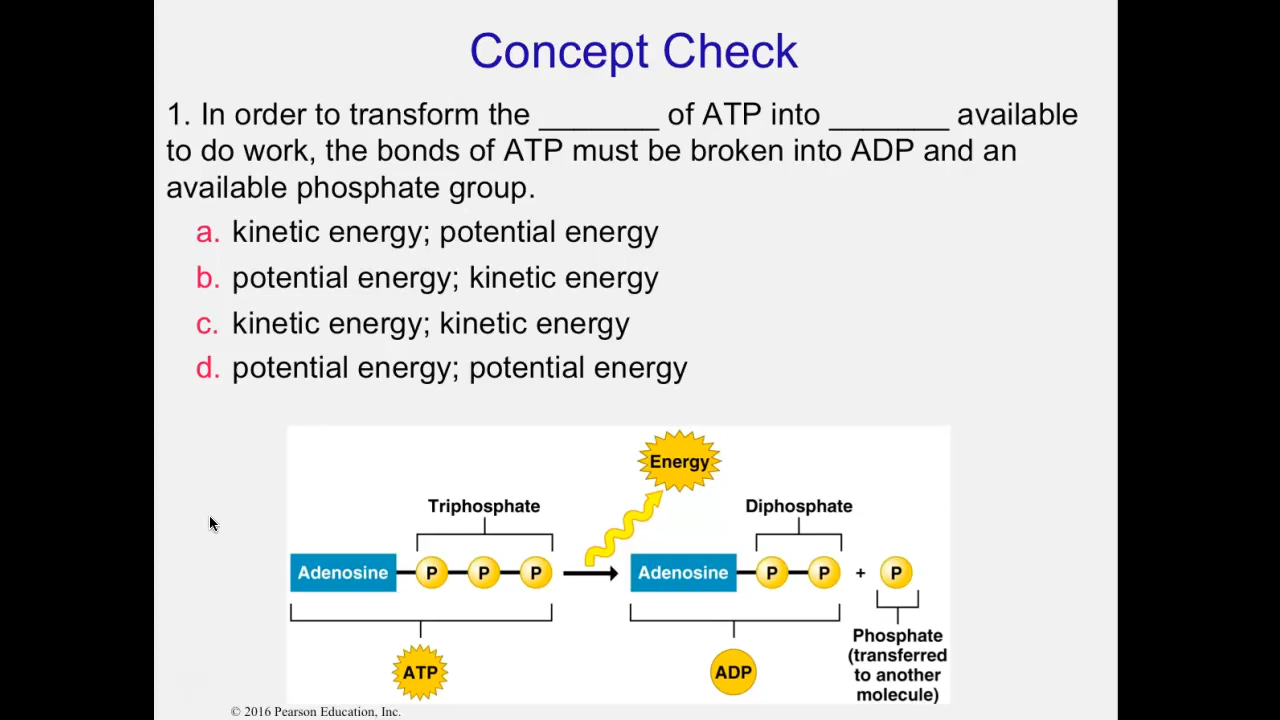 Concept Check
1. In order to transform the _______ of ATP into _______ available
to do work, the bonds of ATP must be broken into ADP and an
available phosphate group.
a. kinetic energy; potential energy
b. potential energy; kinetic energy
c. kinetic energy; kinetic energy
d. potential energy; potential energy
Energy
Triphosphate
Diphosphate
Adenosine P P P
Adenosine P P + P
ATP
ADP
Phosphate
(transferred
to another
molecule)
© 2016 Pearson Education, Inc.